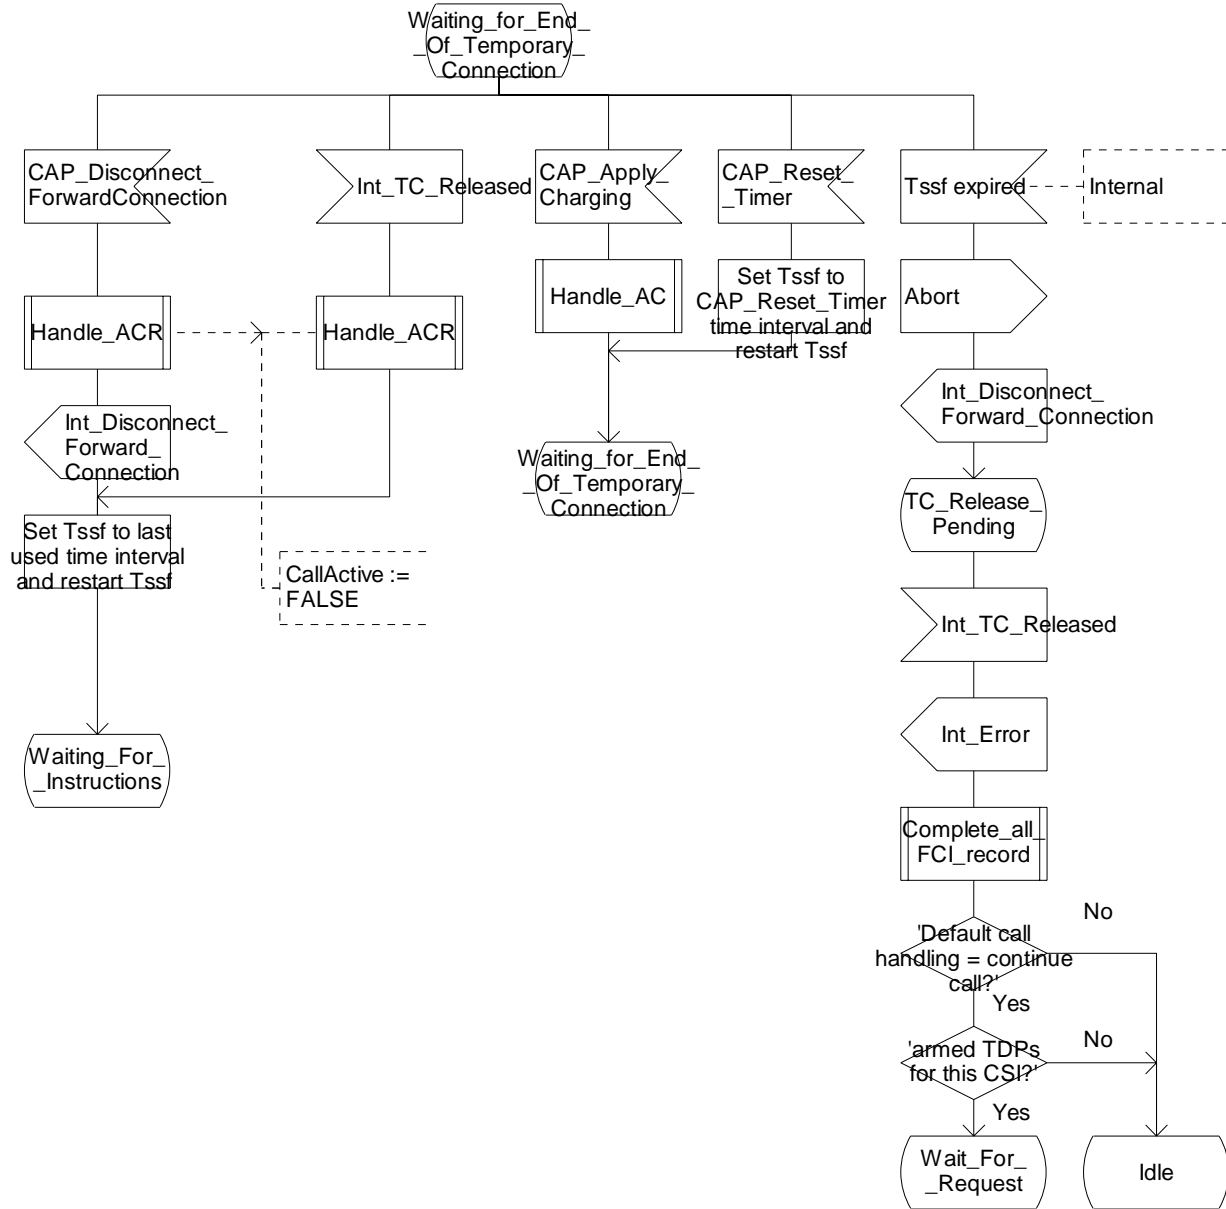 Waiting_for_End_
_Of_Temporary_
Connection
CAP_Disconnect_
ForwardConnection
Int_TC_Released
CAP_Apply_
Charging
CAP_Reset_
_Timer
Tssf expired
Internal
Handle_ACR
Handle_ACR
Handle_AC
Set Tssf to
CAP_Reset_Timer
time interval and
restart Tssf
Abort
Int_Disconnect_
Forward_
Connection
Int_Disconnect_
Forward_Connection
Waiting_for_End_
_Of_Temporary_
Connection
TC_Release_
Pending
Set Tssf to last
used time interval
and restart Tssf
CallActive :=
FALSE
Int_TC_Released
Waiting_For_
_Instructions
Int_Error
Complete_all_
FCI_record
'Default call
handling = continue
call?'
No
Yes
'armed TDPs
for this CSI?'
No
Yes
Wait_For_
_Request
Idle